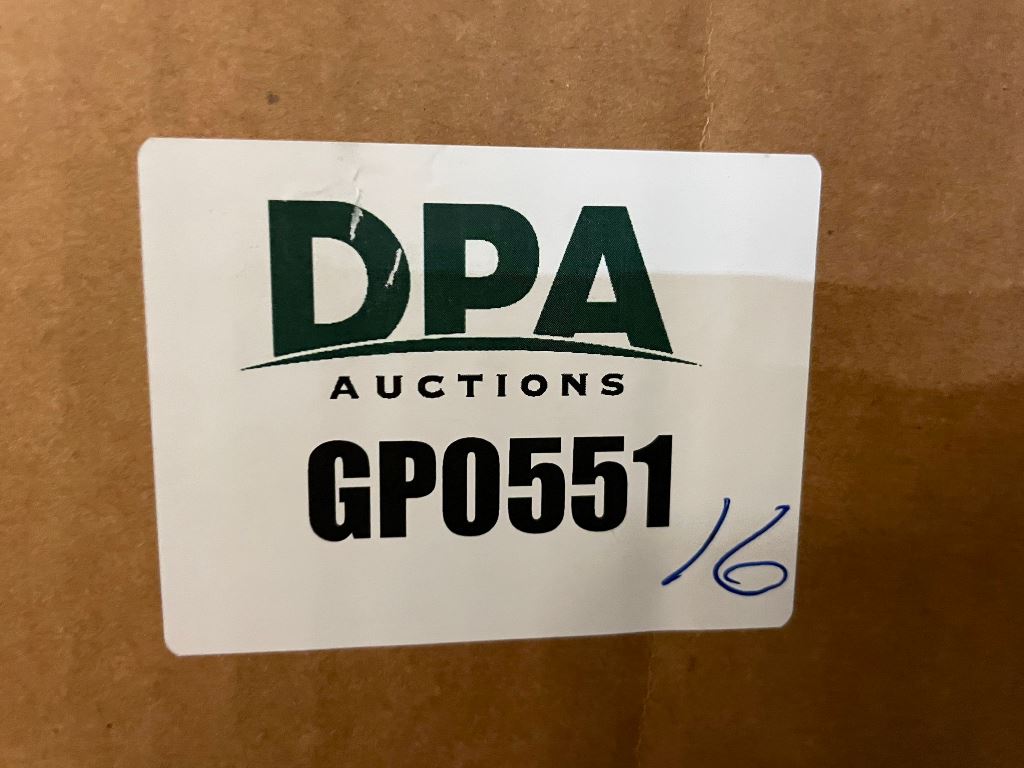 DPA
AUCTIONS
GP0551
16